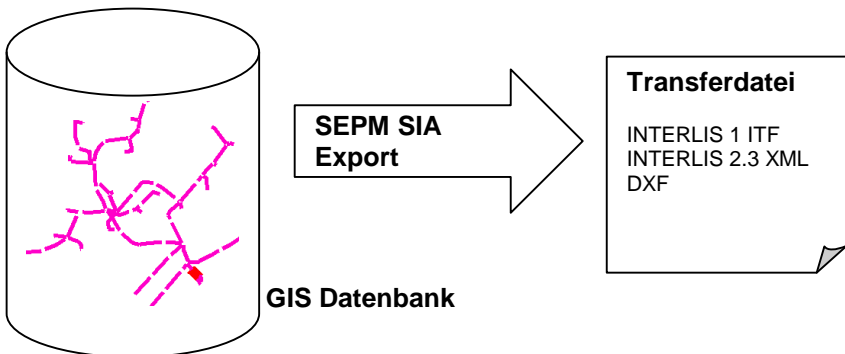 SEPM SIA
Export
Transferdatei
INTERLIS 1 ITF
INTERLIS 2.3 XML
DXF
GIS Datenbank